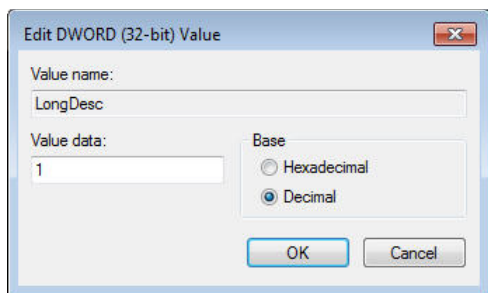 Edit DWORD (32-bit) Value
Value name:
LongDesc
Value data:
1
Base
Hexadecimal
Decimal
OK
Cancel